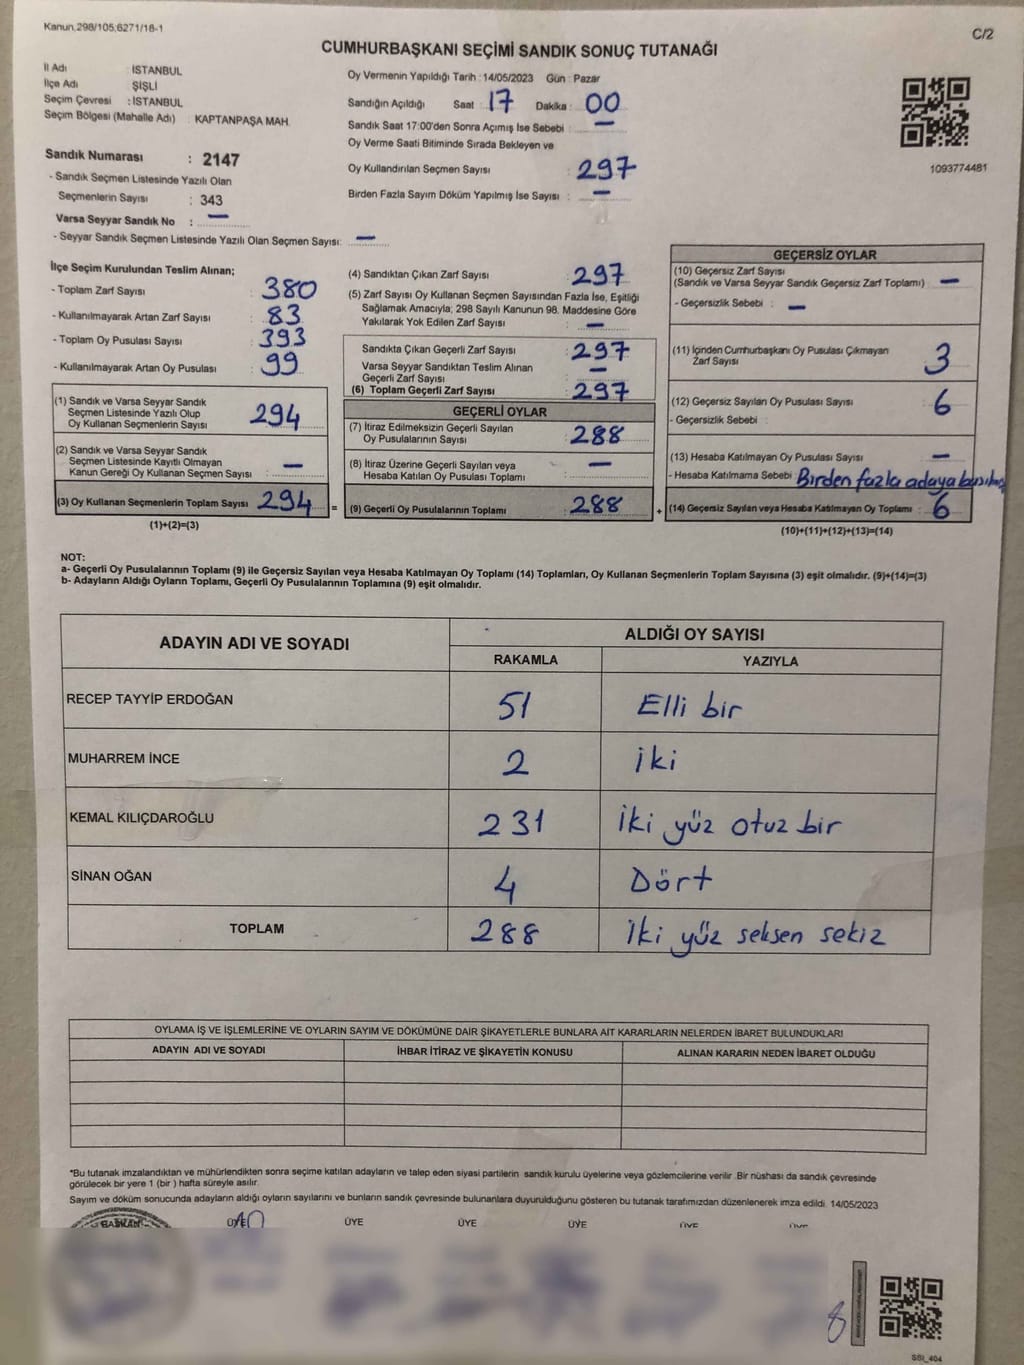 Kanun.298/105;6271/18-1
C/2
CUMHURBAŞKANI SEÇİMİ SANDIK SONUÇ TUTANAĞI
İl Adı : İSTANBUL
İlçe Adı : ŞİŞLİ
Seçim Çevresi : İSTANBUL
Seçim Bölgesi (Mahalle Adı) : KAPTANPAŞA MAH.
Sandık Numarası : 2147
- Sandık Seçmen Listesinde Yazılı Olan
Seçmenlerin Sayısı : 343
Varsa Seyyar Sandık No : —
- Seyyar Sandık Seçmen Listesinde Yazılı Olan Seçmen Sayısı: —
Oy Vermenin Yapıldığı Tarih : 14/05/2023 Gün : Pazar
Sandığın Açıldığı Saat : 17 Dakika : 00
Sandık Saat 17:00'den Sonra Açımış İse Sebebi : —
Oy Verme Saati Bitiminde Sırada Bekleyen ve
Oy Kullandırılan Seçmen Sayısı : 297
Birden Fazla Sayım Döküm Yapılmış İse Sayısı : —
1093774481
İlçe Seçim Kurulundan Teslim Alınan;
- Toplam Zarf Sayısı : 380
- Kullanılmayarak Artan Zarf Sayısı : 83
- Toplam Oy Pusulası Sayısı : 393
- Kullanılmayarak Artan Oy Pusulası : 99
(1) Sandık ve Varsa Seyyar Sandık
Seçmen Listesinde Yazılı Olup
Oy Kullanan Seçmenlerin Sayısı : 294
(2) Sandık ve Varsa Seyyar Sandık
Seçmen Listesinde Kayıtlı Olmayan
Kanun Gereği Oy Kullanan Seçmen Sayısı : —
(3) Oy Kullanan Seçmenlerin Toplam Sayısı : 294
(1)+(2)=(3)
(4) Sandıktan Çıkan Zarf Sayısı : 297
(5) Zarf Sayısı Oy Kullanan Seçmen Sayısından Fazla İse, Eşitliği
Sağlamak Amacıyla; 298 Sayılı Kanunun 98. Maddesine Göre
Yakılarak Yok Edilen Zarf Sayısı : —
Sandıkta Çıkan Geçerli Zarf Sayısı : 297
Varsa Seyyar Sandıktan Teslim Alınan
Geçerli Zarf Sayısı : —
(6) Toplam Geçerli Zarf Sayısı : 297
GEÇERLİ OYLAR
(7) İtiraz Edilmeksizin Geçerli Sayılan
Oy Pusulalarının Sayısı : 288
(8) İtiraz Üzerine Geçerli Sayılan veya
Hesaba Katılan Oy Pusulaları Toplamı : —
= (9) Geçerli Oy Pusulalarının Toplamı : 288 +
GEÇERSİZ OYLAR
(10) Geçersiz Zarf Sayısı
(Sandık ve Varsa Seyyar Sandık Geçersiz Zarf Toplamı) : —
- Geçersizlik Sebebi : —
(11) İçinden Cumhurbaşkanı Oy Pusulası Çıkmayan
Zarf Sayısı : 3
(12) Geçersiz Sayılan Oy Pusulası Sayısı : 6
- Geçersizlik Sebebi :
(13) Hesaba Katılmayan Oy Pusulası Sayısı : —
- Hesaba Katılmama Sebebi : Birden fazla adaya
(14) Geçersiz Sayılan veya Hesaba Katılmayan Oy Toplamı : 6
(10)+(11)+(12)+(13)=(14)
NOT:
a- Geçerli Oy Pusulalarının Toplamı (9) ile Geçersiz Sayılan veya Hesaba Katılmayan Oy Toplamı (14) Toplamları, Oy Kullanan Seçmenlerin Toplam Sayısına (3) eşit olmalıdır. (9)+(14)=(3)
b- Adayların Aldığı Oyların Toplamı, Geçerli Oy Pusulalarının Toplamına (9) eşit olmalıdır.
ADAYIN ADI VE SOYADI ALDIĞI OY SAYISI
RAKAMLA YAZIYLA
RECEP TAYYİP ERDOĞAN 51 Elli bir
MUHARREM İNCE 2 iki
KEMAL KILIÇDAROĞLU 231 iki yüz otuz bir
SİNAN OĞAN 4 Dört
TOPLAM 288 iki yüz seksen sekiz
OYLAMA İŞ VE İŞLEMLERİNE VE OYLARIN SAYIM VE DÖKÜMÜNE DAİR ŞİKAYETLERLE BUNLARA AİT KARARLARIN NELERDEN İBARET BULUNDUKLARI
ADAYIN ADI VE SOYADI İHBAR İTİRAZ VE ŞİKAYETİN KONUSU ALINAN KARARIN NEDEN İBARET OLDUĞU
*Bu tutanak imzalandıktan ve mühürlendikten sonra seçime katılan adayların ve talep eden siyasi partilerin sandık kurulu üyelerine veya gözlemcilerine verilir .Bir nüshası da sandık çevresinde
görülecek bir yere 1 (bir ) hafta süreyle asılır.
Sayım ve döküm sonucunda adayların aldığı oyların sayılarını ve bunların sandık çevresinde bulunanlara duyurulduğunu gösteren bu tutanak tarafımızdan düzenlenerek imza edildi. 14/05/2023
BAŞKAN ÜYE ÜYE ÜYE ÜYE ÜYE ÜYE
8
SBI_404